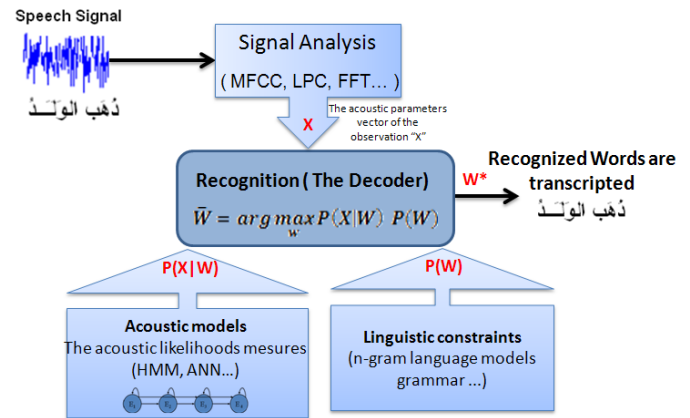 Speech Signal
ذَهَب الوَلَــدُ
Signal Analysis
( MFCC, LPC, FFT... )
X
The acoustic parameters
vector of the
observation "X"
Recognition ( The Decoder)
W̄ = arg max P(X|W) P(W)
w
W*
Recognized Words are
transcripted
ذَهَب الوَلَــدُ
P(X|W)
Acoustic models
The acoustic likelihoods mesures
(HMM, ANN...)
P(W)
Linguistic constraints
(n-gram language models
grammar ...)